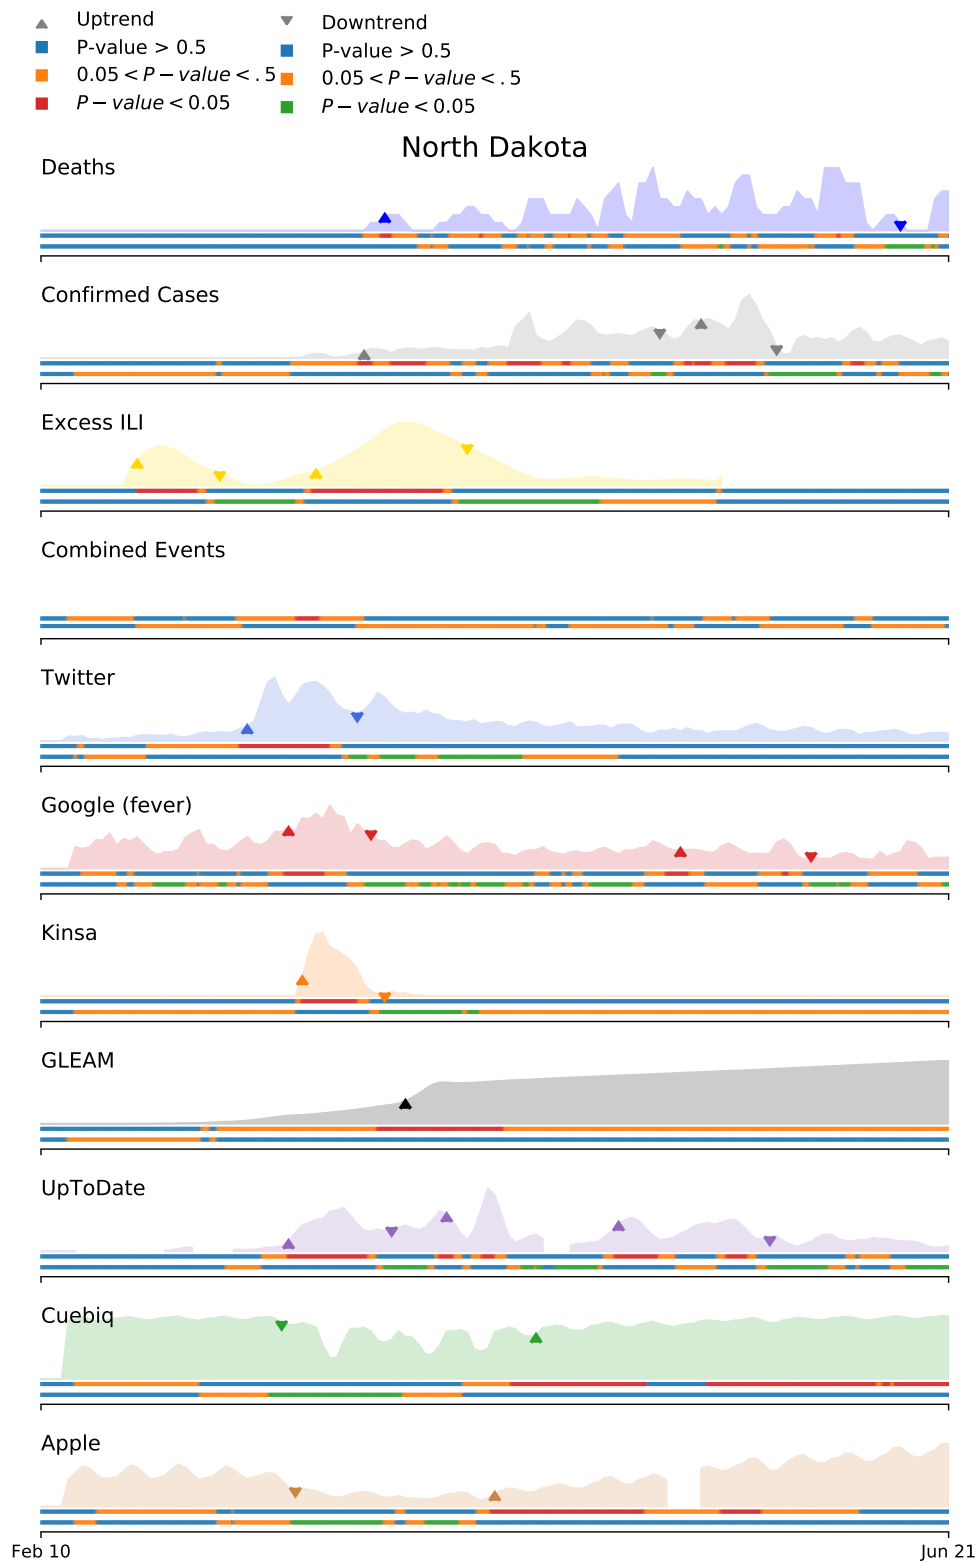 Uptrend
P-value > 0.5
0.05 < P − value < .5
P − value < 0.05
Downtrend
P-value > 0.5
0.05 < P − value < .5
P − value < 0.05
North Dakota
Deaths
Confirmed Cases
Excess ILI
Combined Events
Twitter
Google (fever)
Kinsa
GLEAM
UpToDate
Cuebiq
Apple
Feb 10
Jun 21